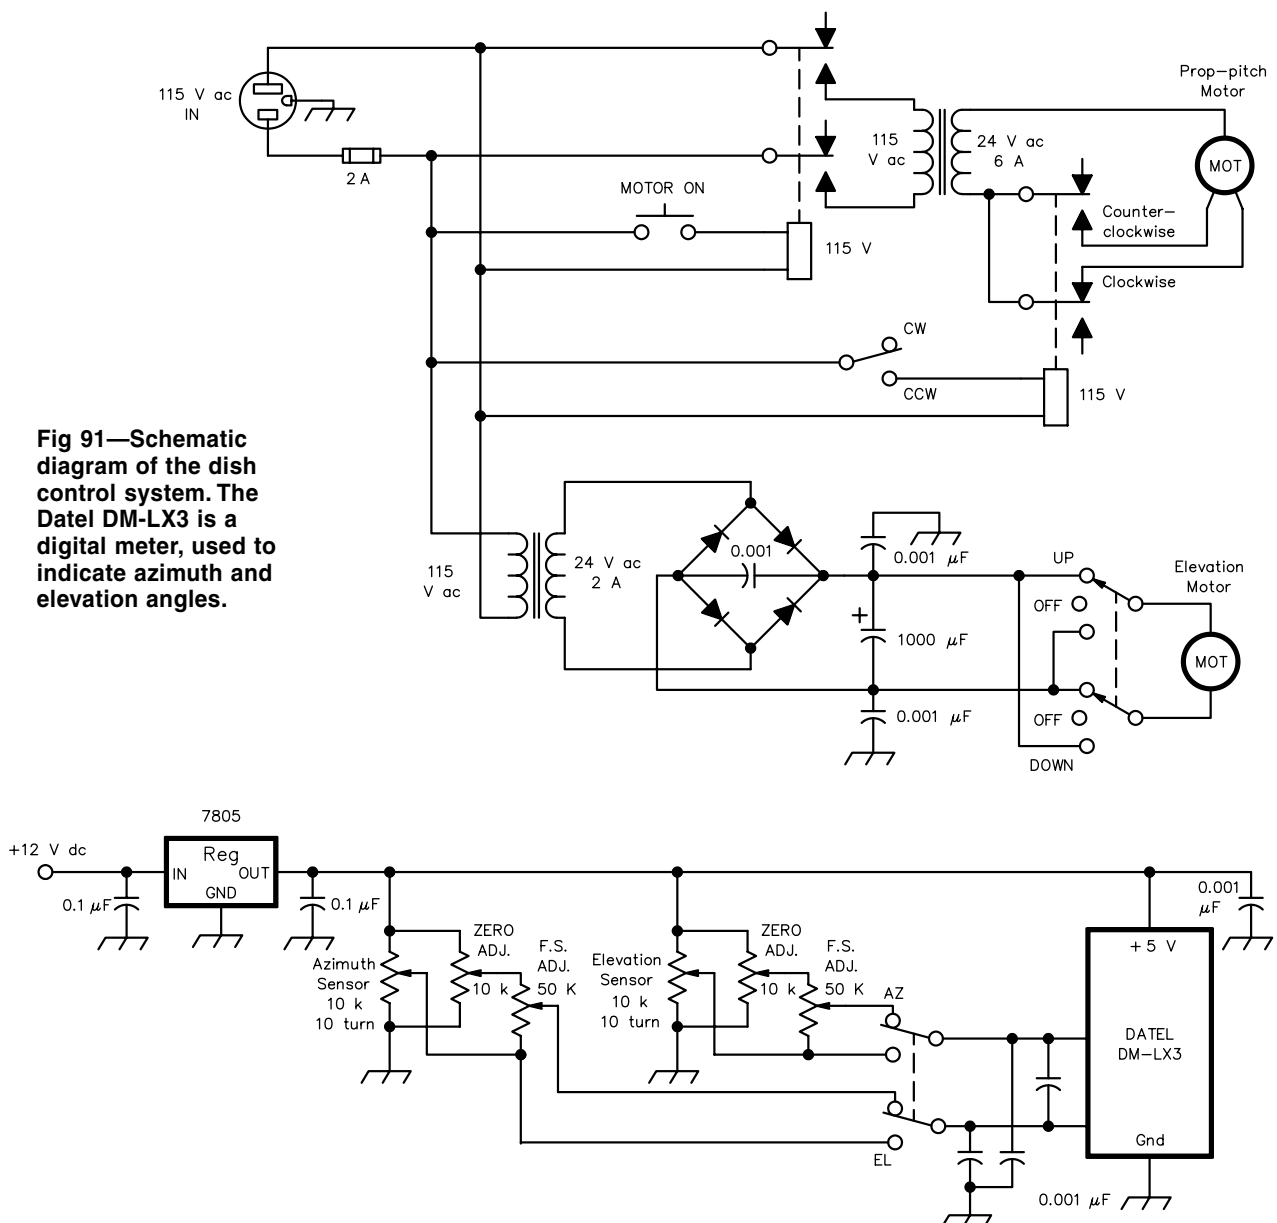 115 V ac
IN
2 A
MOTOR ON
115 V
115
V ac
24 V ac
6 A
Prop-pitch
Motor
MOT
Counter-
clockwise
Clockwise
CW
CCW
115 V
Fig 91—Schematic
diagram of the dish
control system. The
Datel DM-LX3 is a
digital meter, used to
indicate azimuth and
elevation angles.
115
V ac
24 V ac
2 A
0.001
0.001 μF
+
1000 μF
0.001 μF
UP
OFF
OFF
DOWN
Elevation
Motor
MOT
+12 V dc
0.1 μF
7805
Reg
IN
OUT
GND
0.1 μF
Azimuth
Sensor
10 k
10 turn
ZERO
ADJ.
10 k
F.S.
ADJ.
50 K
Elevation
Sensor
10 k
10 turn
ZERO
ADJ.
10 k
F.S.
ADJ.
50 K
AZ
EL
0.001
μF
+5 V
DATEL
DM-LX3
Gnd
0.001 μF